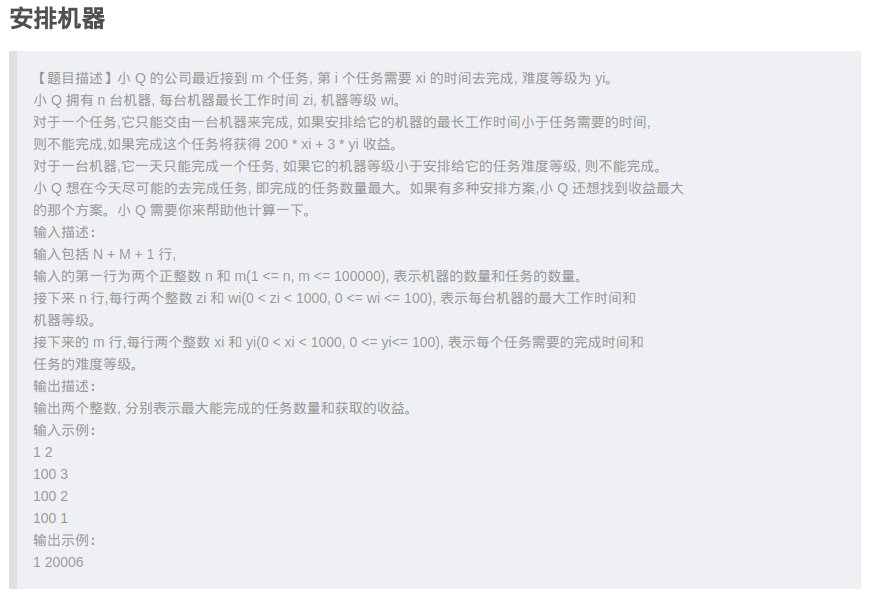 安排机器
【题目描述】小 Q 的公司最近接到 m 个任务, 第 i 个任务需要 xi 的时间去完成, 难度等级为 yi。
小 Q 拥有 n 台机器, 每台机器最长工作时间 zi, 机器等级 wi。
对于一个任务,它只能交由一台机器来完成, 如果安排给它的机器的最长工作时间小于任务需要的时间,
则不能完成,如果完成这个任务将获得 200 * xi + 3 * yi 收益。
对于一台机器,它一天只能完成一个任务, 如果它的机器等级小于安排给它的任务难度等级, 则不能完成。
小 Q 想在今天尽可能的去完成任务, 即完成的任务数量最大。如果有多种安排方案,小 Q 还想找到收益最大
的那个方案。小 Q 需要你来帮助他计算一下。
输入描述:
输入包括 N + M + 1 行,
输入的第一行为两个正整数 n 和 m(1 <= n, m <= 100000), 表示机器的数量和任务的数量。
接下来 n 行,每行两个整数 zi 和 wi(0 < zi < 1000, 0 <= wi <= 100), 表示每台机器的最大工作时间和
机器等级。
接下来的 m 行,每行两个整数 xi 和 yi(0 < xi < 1000, 0 <= yi<= 100), 表示每个任务需要的完成时间和
任务的难度等级。
输出描述:
输出两个整数, 分别表示最大能完成的任务数量和获取的收益。
输入示例:
1 2
100 3
100 2
100 1
输出示例:
1 20006